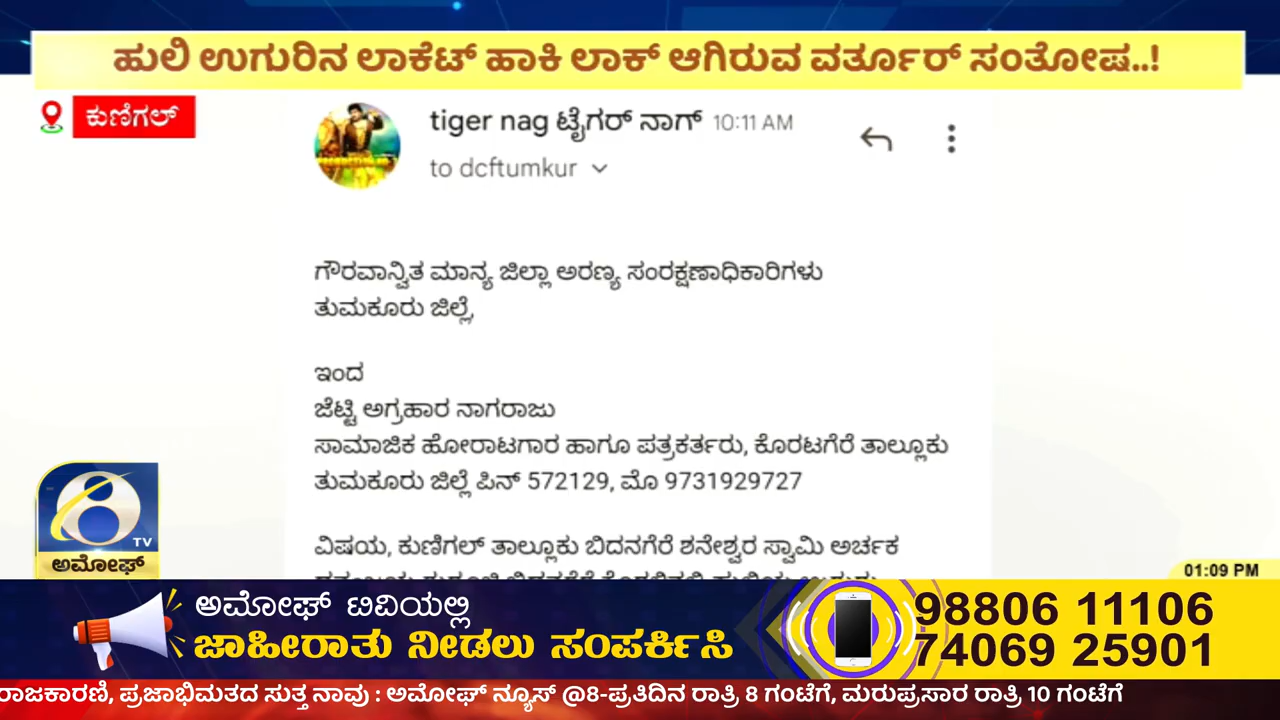 ಹುಲಿ ಉಗುರಿನ ಲಾಕೆಟ್ ಹಾಕಿ ಲಾಕ್ ಆಗಿರುವ ವರ್ತೂರ್ ಸಂತೋಷ..!
ಕುಣಿಗಲ್
tiger nag ಟೈಗರ್ ನಾಗ್ 10:11 AM
to dcftumkur
ಗೌರವಾನ್ವಿತ ಮಾನ್ಯ ಜಿಲ್ಲಾ ಅರಣ್ಯ ಸಂರಕ್ಷಣಾಧಿಕಾರಿಗಳು
ತುಮಕೂರು ಜಿಲ್ಲೆ,
ಇಂದ
ಜೆಟ್ಟಿ ಅಗ್ರಹಾರ ನಾಗರಾಜು
ಸಾಮಾಜಿಕ ಹೋರಾಟಗಾರ ಹಾಗೂ ಪತ್ರಕರ್ತರು, ಕೊರಟಗೆರೆ ತಾಲ್ಲೂಕು
ತುಮಕೂರು ಜಿಲ್ಲೆ ಪಿನ್ 572129, ಮೊ 9731929727
ವಿಷಯ, ಕುಣಿಗಲ್ ತಾಲ್ಲೂಕು ಬಿದನಗೆರೆ ಶನೇಶ್ವರ ಸ್ವಾಮಿ ಅರ್ಚಕ
8
TV
ಅಮೋಘ್
01:09 PM
ಅಮೋಘ್ ಟಿವಿಯಲ್ಲಿ
ಜಾಹೀರಾತು ನೀಡಲು ಸಂಪರ್ಕಿಸಿ
98806 11106
74069 25901
ರಾಜಕಾರಣಿ, ಪ್ರಜಾಭಿಮತದ ಸುತ್ತ ನಾವು : ಅಮೋಘ್ ನ್ಯೂಸ್ @8-ಪ್ರತಿದಿನ ರಾತ್ರಿ 8 ಗಂಟೆಗೆ, ಮರುಪ್ರಸಾರ ರಾತ್ರಿ 10 ಗಂಟೆಗೆ